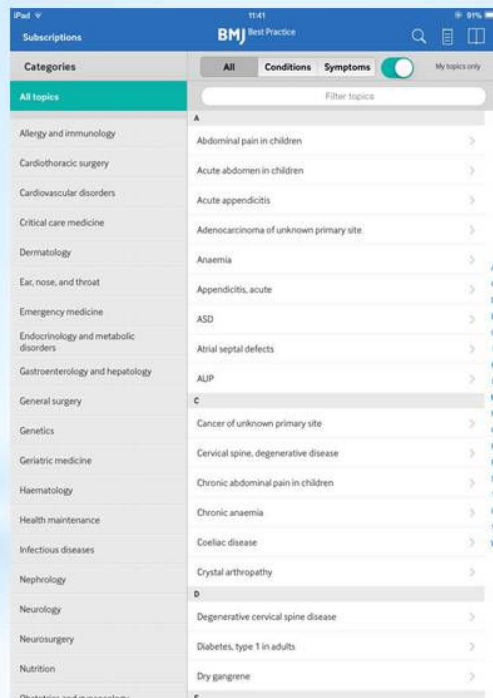 iPad
11:41
91%
Subscriptions
BMJ Best Practice
Categories
All
Conditions
Symptoms
My topics only
All topics
Allergy and immunology
Cardiothoracic surgery
Cardiovascular disorders
Critical care medicine
Dermatology
Ear, nose, and throat
Emergency medicine
Endocrinology and metabolic
disorders
Gastroenterology and hepatology
General surgery
Genetics
Geriatric medicine
Haematology
Health maintenance
Infectious diseases
Nephrology
Neurology
Neurosurgery
Nutrition
Obstetrics and gynaecology
Filter topics
A
Abdominal pain in children
Acute abdomen in children
Acute appendicitis
Adenocarcinoma of unknown primary site
Anaemia
Appendicitis, acute
ASD
Atrial septal defects
AUP
C
Cancer of unknown primary site
Cervical spine, degenerative disease
Chronic abdominal pain in children
Chronic anaemia
Coeliac disease
Crystal arthropathy
D
Degenerative cervical spine disease
Diabetes, type 1 in adults
Dry gangrene